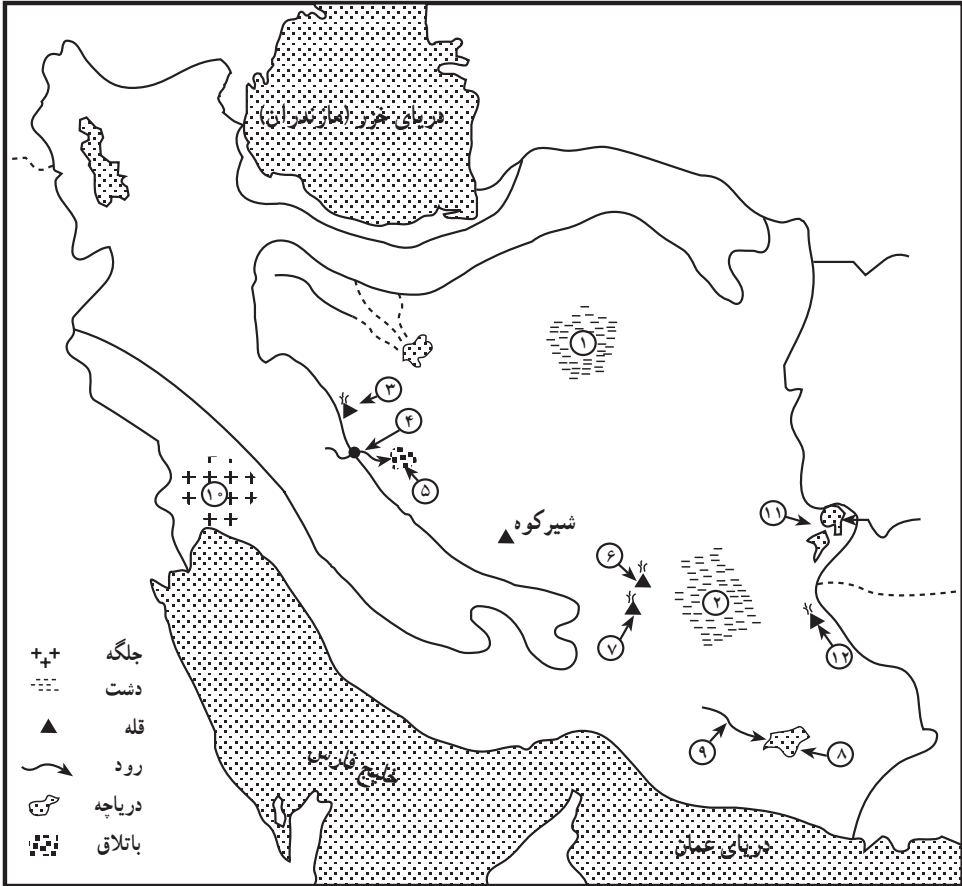 دریای خزر (مازندران)
۱
۳
۴
۵
۱۰
شیرکوه
۱۱
۶
۲
۷
۱۲
۹
۸
خلیج فارس
دریای عمان
جلگه
دشت
قله
رود
دریاچه
باتلاق